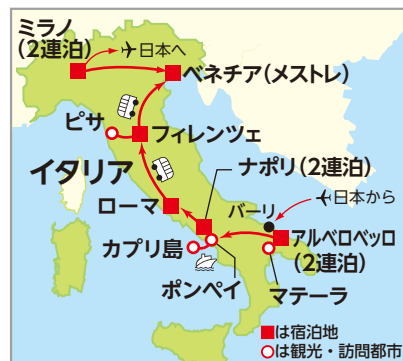 ミラノ
(2連泊)
日本へ
ベネチア(メストレ)
ピサ
フィレンツェ
イタリア
ナポリ(2連泊)
ローマ
バーリ
日本から
カプリ島
アルベロベッロ
(2連泊)
ポンペイ
マテーラ
は宿泊地
は観光・訪問都市